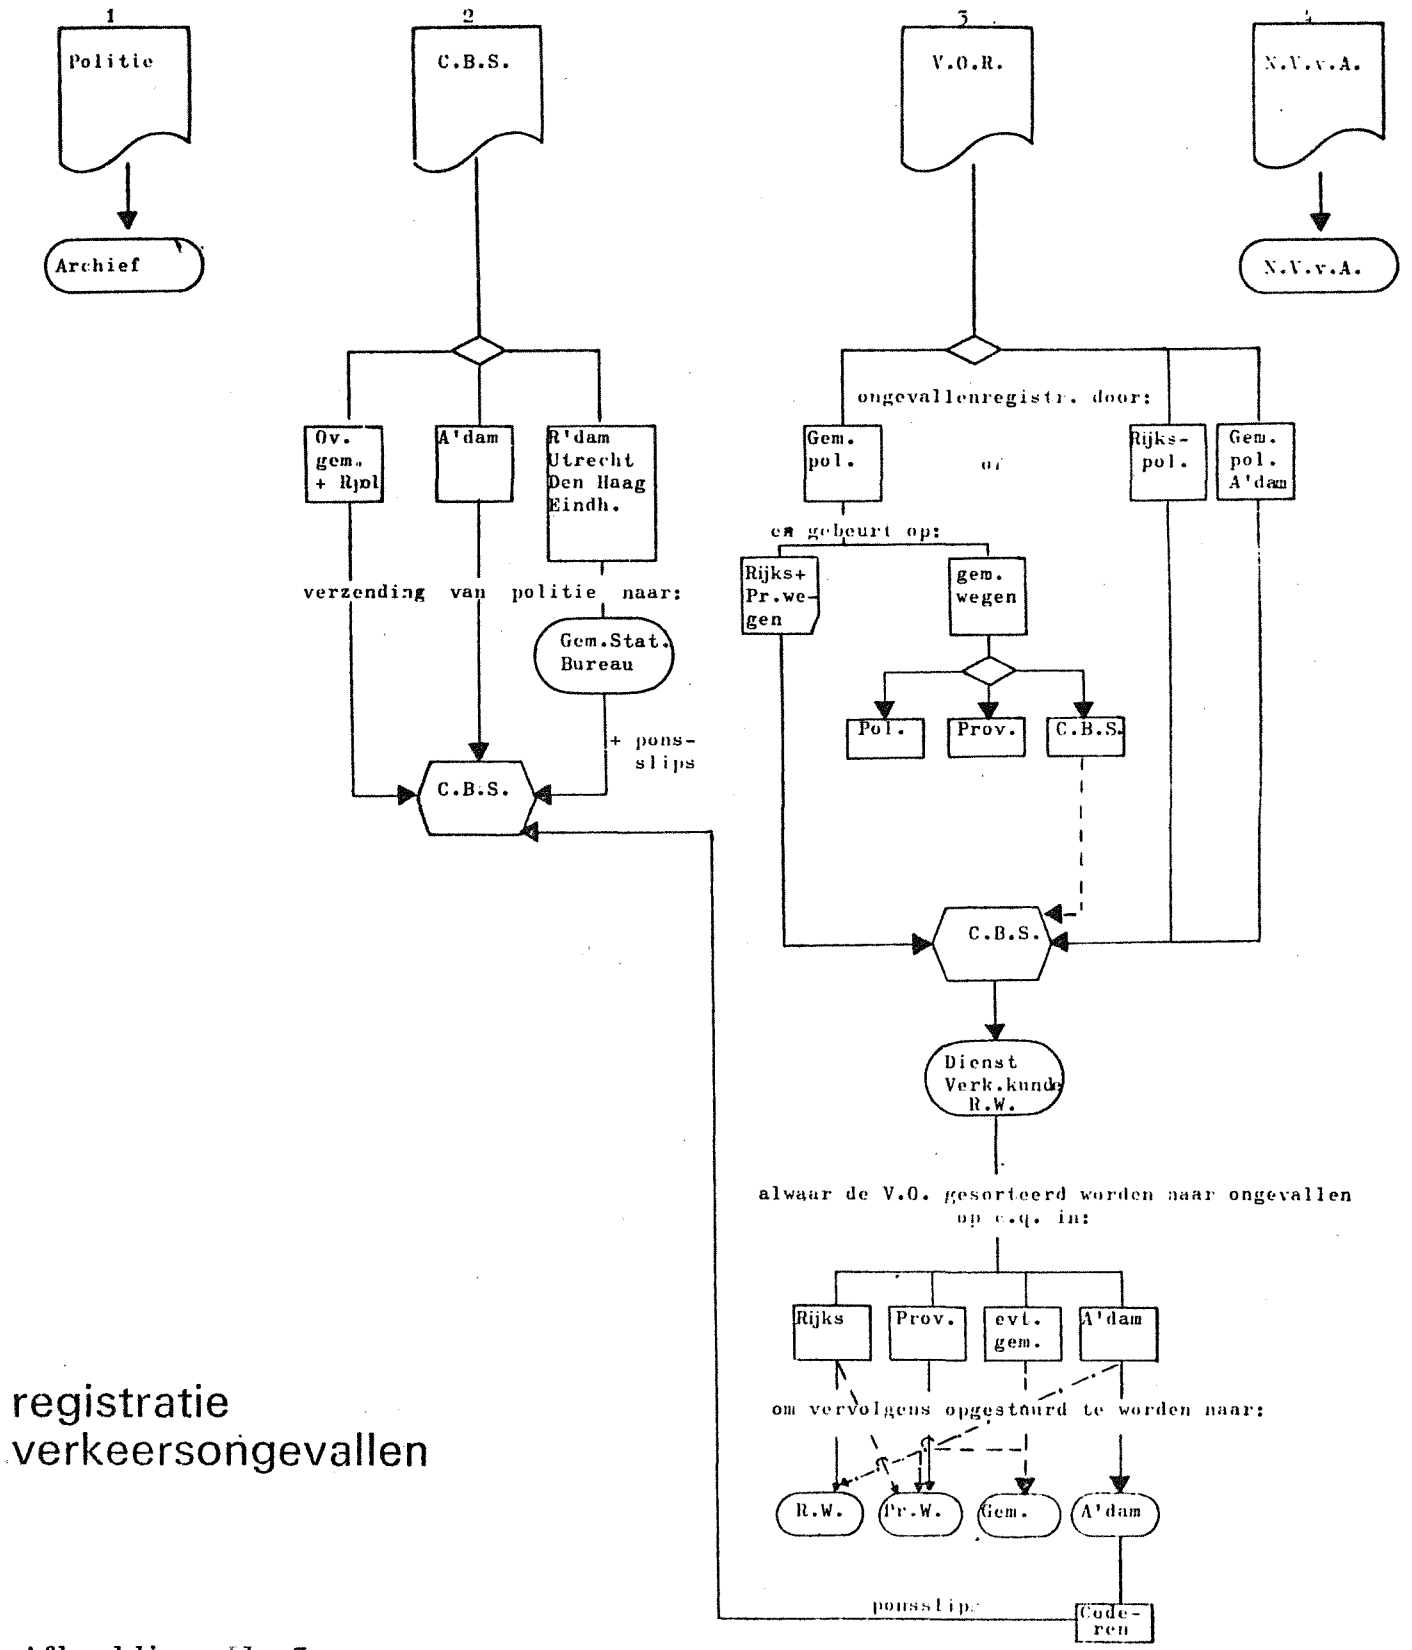 1
2
3
4
Politie
C.B.S.
V.O.R.
N.V.v.A.
Archief
N.V.v.A.
ongevallenregistr. door:
Ov.
gem.
+ Rpol
A'dam
R'dam
Utrecht
Den Haag
Eindh.
Gem.
pol.
of
Rijks-
pol.
Gem.
pol.
A'dam
en gebeurt op:
verzending van politie naar:
Rijks+
Pr.we-
gen
gem.
wegen
Gem.Stat.
Bureau
Pol.
Prov.
C.B.S.
+ pons-
slips
C.B.S.
C.B.S.
Dienst
Verk.kunde
R.W.
alwaar de V.O. gesorteerd worden naar ongevallen
op c.q. in:
Rijks
Prov.
evt.
gem.
A'dam
om vervolgens opgestuurd te worden naar:
registratie
verkeersongevallen
R.W.
Pr.W.
Gem.
A'dam
ponsslips
Code-
ren